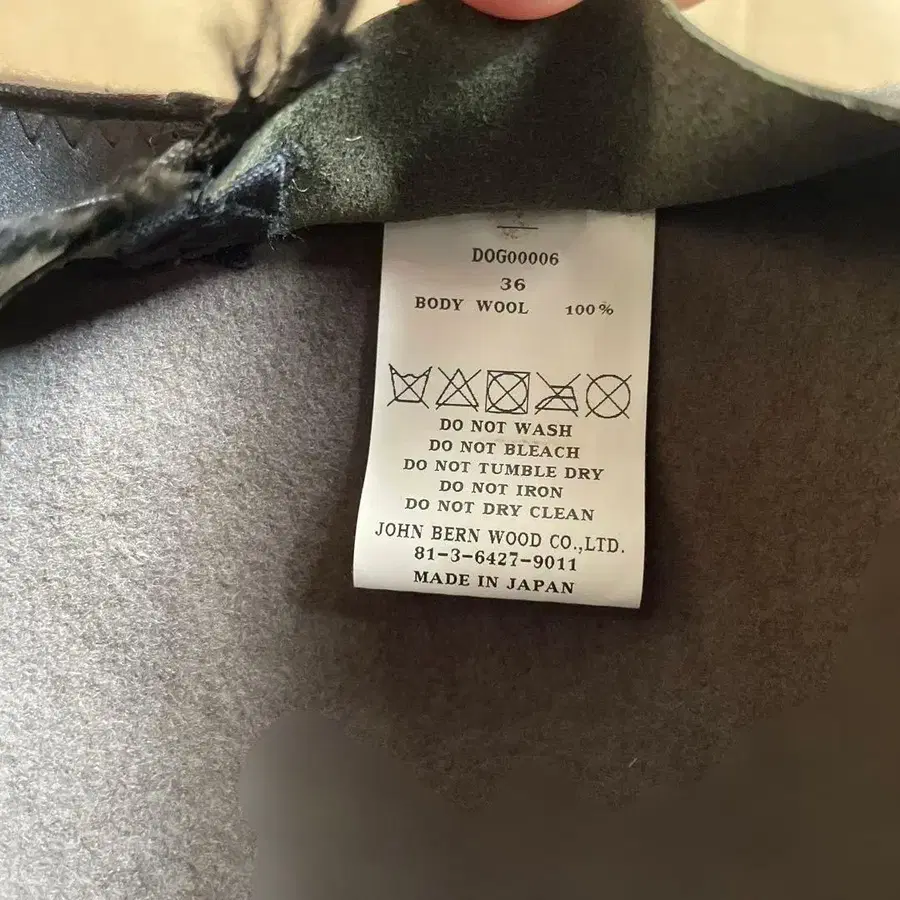 DOG00006
36
BODY WOOL 100%
DO NOT WASH
DO NOT BLEACH
DO NOT TUMBLE DRY
DO NOT IRON
DO NOT DRY CLEAN
JOHN BERN WOOD CO.,LTD.
81-3-6427-9011
MADE IN JAPAN